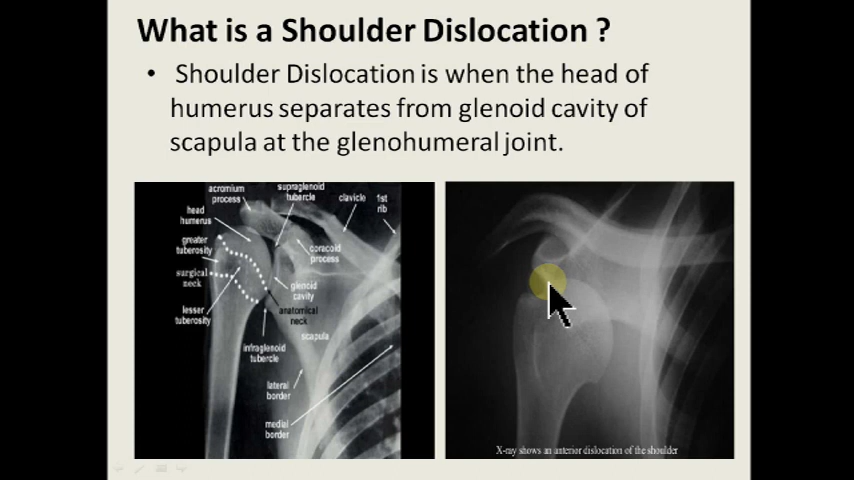 What is a Shoulder Dislocation ?
• Shoulder Dislocation is when the head of
humerus separates from glenoid cavity of
scapula at the glenohumeral joint.
acromium
process
supraglenoid
tubercle
clavicle
1st
rib
head
humerus
greater
tuberosity
coracoid
process
surgical
neck
glenoid
cavity
lesser
tuberosity
anatomical
neck
scapula
infraglenoid
tubercle
lateral
border
medial
border
X-ray shows an anterior dislocation of the shoulder